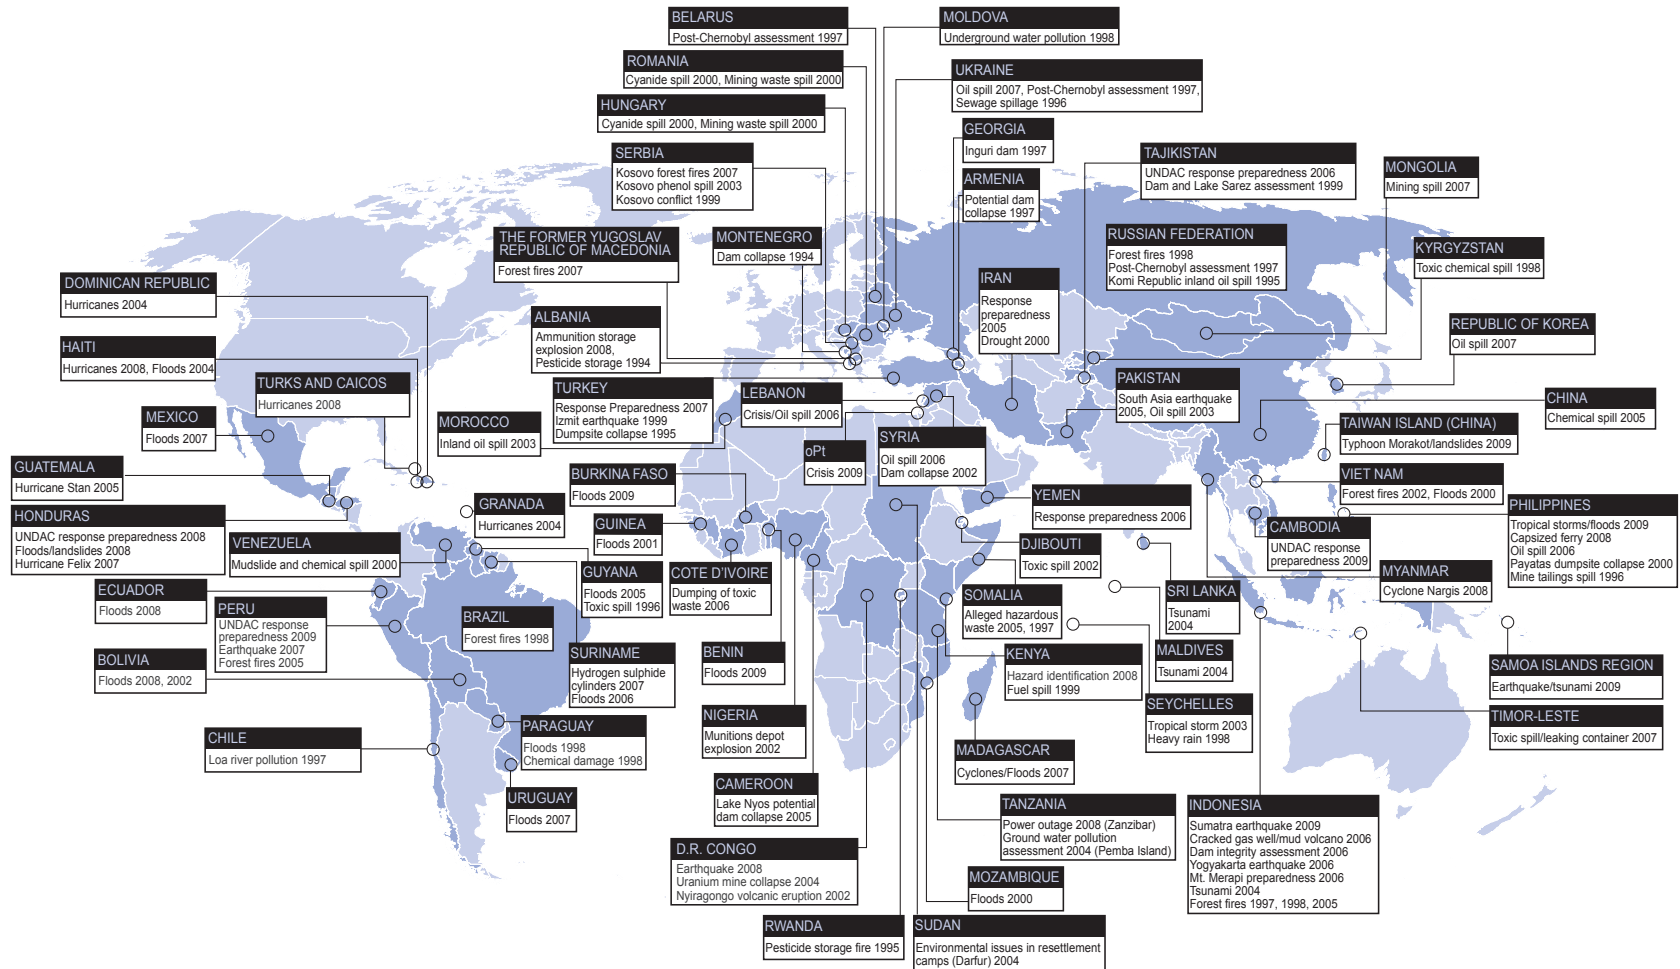 BELARUS
Post-Chernobyl assessment 1997
MOLDOVA
Underground water pollution 1998
ROMANIA
Cyanide spill 2000, Mining waste spill 2000
UKRAINE
Oil spill 2007, Post-Chernobyl assessment 1997,
Sewage spillage 1996
HUNGARY
Cyanide spill 2000, Mining waste spill 2000
GEORGIA
Inguri dam 1997
SERBIA
Kosovo forest fires 2007
Kosovo phenol spill 2003
Kosovo conflict 1999
TAJIKISTAN
UNDAC response preparedness 2006
Dam and Lake Sarez assessment 1999
MONGOLIA
Mining spill 2007
ARMENIA
Potential dam
collapse 1997
THE FORMER YUGOSLAV
REPUBLIC OF MACEDONIA
Forest fires 2007
MONTENEGRO
Dam collapse 1994
RUSSIAN FEDERATION
Forest fires 1998
Post-Chernobyl assessment 1997
Komi Republic inland oil spill 1995
KYRGYZSTAN
Toxic chemical spill 1998
DOMINICAN REPUBLIC
Hurricanes 2004
IRAN
Response
preparedness
2005
Drought 2000
ALBANIA
Ammunition storage
explosion 2008,
Pesticide storage 1994
REPUBLIC OF KOREA
Oil spill 2007
HAITI
Hurricanes 2008, Floods 2004
TURKS AND CAICOS
Hurricanes 2008
TURKEY
Response Preparedness 2007
Izmit earthquake 1999
Dumpsite collapse 1995
LEBANON
Crisis/Oil spill 2006
PAKISTAN
South Asia earthquake
2005, Oil spill 2003
CHINA
Chemical spill 2005
MEXICO
Floods 2007
MOROCCO
Inland oil spill 2003
TAIWAN ISLAND (CHINA)
Typhoon Morakot/landslides 2009
oPt
Crisis 2009
SYRIA
Oil spill 2006
Dam collapse 2002
GUATEMALA
Hurricane Stan 2005
BURKINA FASO
Floods 2009
VIET NAM
Forest fires 2002, Floods 2000
GRANADA
Hurricanes 2004
YEMEN
Response preparedness 2006
PHILIPPINES
Tropical storms/floods 2009
Capsized ferry 2008
Oil spill 2006
Payatas dumpsite collapse 2000
Mine tailings spill 1996
HONDURAS
UNDAC response preparedness 2008
Floods/landslides 2008
Hurricane Felix 2007
GUINEA
Floods 2001
CAMBODIA
UNDAC response
preparedness 2009
VENEZUELA
Mudslide and chemical spill 2000
DJIBOUTI
Toxic spill 2002
GUYANA
Floods 2005
Toxic spill 1996
COTE D'IVOIRE
Dumping of toxic
waste 2006
MYANMAR
Cyclone Nargis 2008
ECUADOR
Floods 2008
SOMALIA
Alleged hazardous
waste 2005, 1997
SRI LANKA
Tsunami
2004
PERU
UNDAC response
preparedness 2009
Earthquake 2007
Forest fires 2005
BRAZIL
Forest fires 1998
SURINAME
Hydrogen sulphide
cylinders 2007
Floods 2006
BENIN
Floods 2009
KENYA
Hazard identification 2008
Fuel spill 1999
MALDIVES
Tsunami 2004
BOLIVIA
Floods 2008, 2002
SAMOA ISLANDS REGION
Earthquake/tsunami 2009
SEYCHELLES
Tropical storm 2003
Heavy rain 1998
NIGERIA
Munitions depot
explosion 2002
TIMOR-LESTE
Toxic spill/leaking container 2007
PARAGUAY
Floods 1998
Chemical damage 1998
CHILE
Loa river pollution 1997
MADAGASCAR
Cyclones/Floods 2007
CAMEROON
Lake Nyos potential
dam collapse 2005
URUGUAY
Floods 2007
TANZANIA
Power outage 2008 (Zanzibar)
Ground water pollution
assessment 2004 (Pemba Island)
INDONESIA
Sumatra earthquake 2009
Cracked gas well/mud volcano 2006
Dam integrity assessment 2006
Yogyakarta earthquake 2006
Mt. Merapi preparedness 2006
Tsunami 2004
Forest fires 1997, 1998, 2005
D.R. CONGO
Earthquake 2008
Uranium mine collapse 2004
Nyiragongo volcanic eruption 2002
MOZAMBIQUE
Floods 2000
RWANDA
Pesticide storage fire 1995
SUDAN
Environmental issues in resettlement
camps (Darfur) 2004